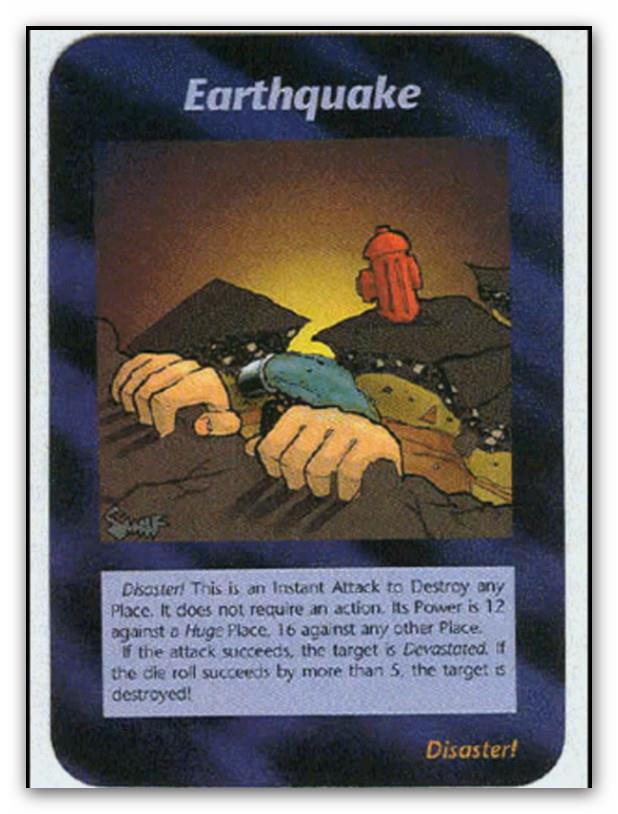 Earthquake
Disaster! This is an Instant Attack to Destroy any
Place. It does not require an action. Its Power is 12
against a Huge Place, 16 against any other Place.
If the attack succeeds, the target is Devastated. If
the die roll succeeds by more than 5, the target is
destroyed!
Disaster!